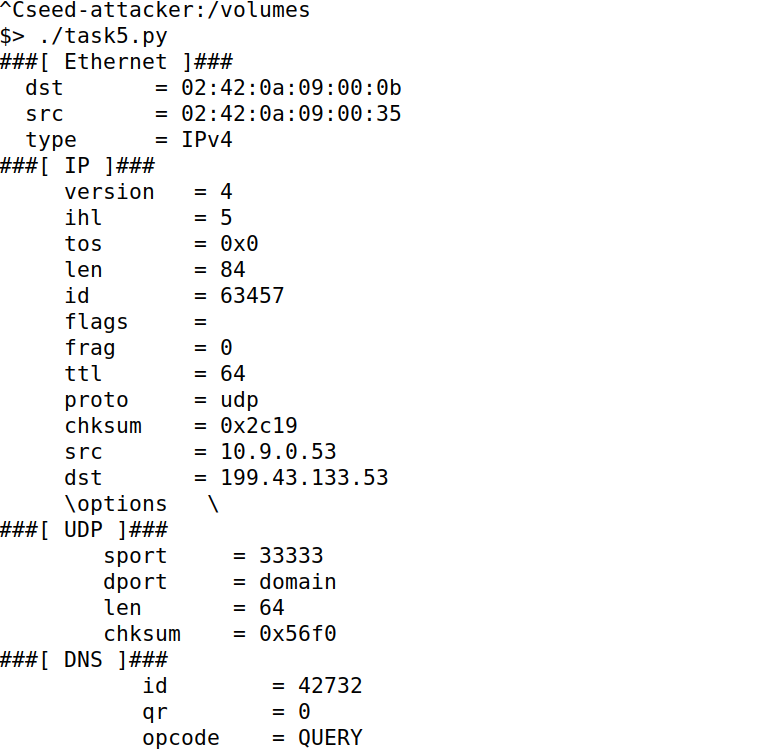 ^Cseed-attacker:/volumes
$> ./task5.py
###[ Ethernet ]###
  dst       = 02:42:0a:09:00:0b
  src       = 02:42:0a:09:00:35
  type      = IPv4
###[ IP ]###
     version   = 4
     ihl       = 5
     tos       = 0x0
     len       = 84
     id        = 63457
     flags     =
     frag      = 0
     ttl       = 64
     proto     = udp
     chksum    = 0x2c19
     src       = 10.9.0.53
     dst       = 199.43.133.53
     \options   \
###[ UDP ]###
        sport     = 33333
        dport     = domain
        len       = 64
        chksum    = 0x56f0
###[ DNS ]###
           id        = 42732
           qr        = 0
           opcode    = QUERY